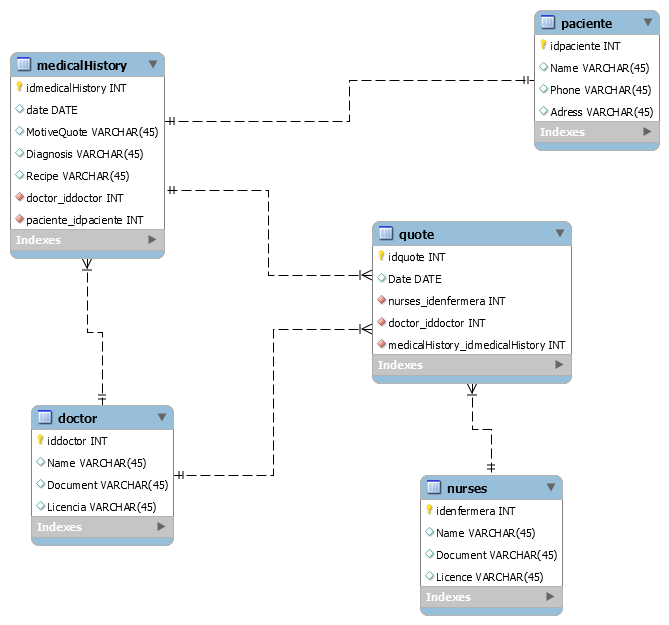 medicalHistory
idmedicalHistory INT
date DATE
MotiveQuote VARCHAR(45)
Diagnosis VARCHAR(45)
Recipe VARCHAR(45)
doctor_iddoctor INT
paciente_idpaciente INT
Indexes
paciente
idpaciente INT
Name VARCHAR(45)
Phone VARCHAR(45)
Adress VARCHAR(45)
Indexes
quote
idquote INT
Date DATE
nurses_idenfermera INT
doctor_iddoctor INT
medicalHistory_idmedicalHistory INT
Indexes
doctor
iddoctor INT
Name VARCHAR(45)
Document VARCHAR(45)
Licencia VARCHAR(45)
Indexes
nurses
idenfermera INT
Name VARCHAR(45)
Document VARCHAR(45)
Licence VARCHAR(45)
Indexes